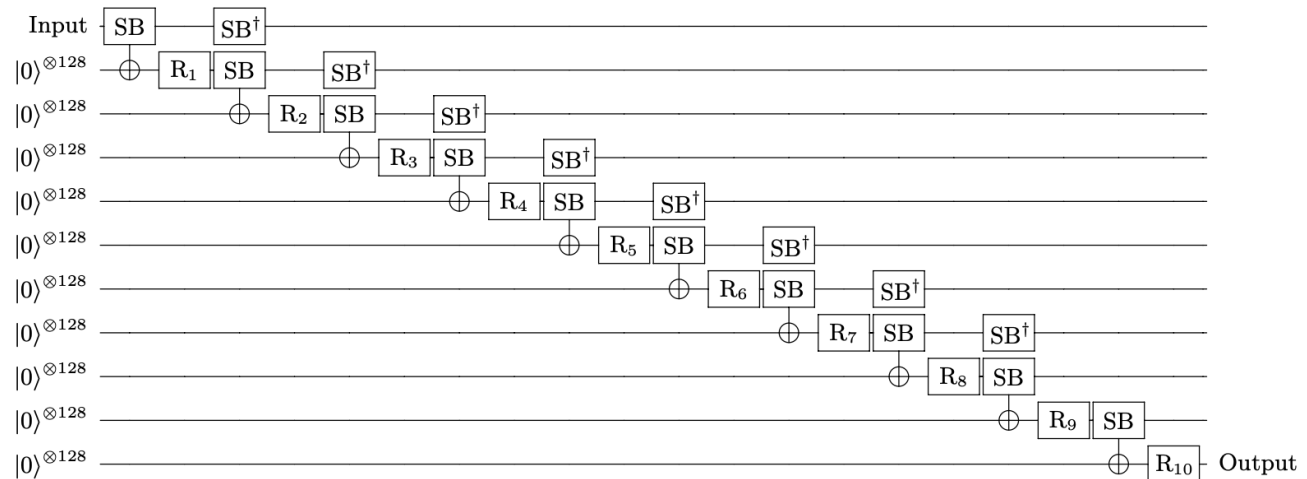 Input SB SB†
|0⟩⊗128 R₁ SB SB†
|0⟩⊗128 R₂ SB SB†
|0⟩⊗128 R₃ SB SB†
|0⟩⊗128 R₄ SB SB†
|0⟩⊗128 R₅ SB SB†
|0⟩⊗128 R₆ SB SB†
|0⟩⊗128 R₇ SB SB†
|0⟩⊗128 R₈ SB
|0⟩⊗128 R₉ SB
|0⟩⊗128 R₁₀ Output